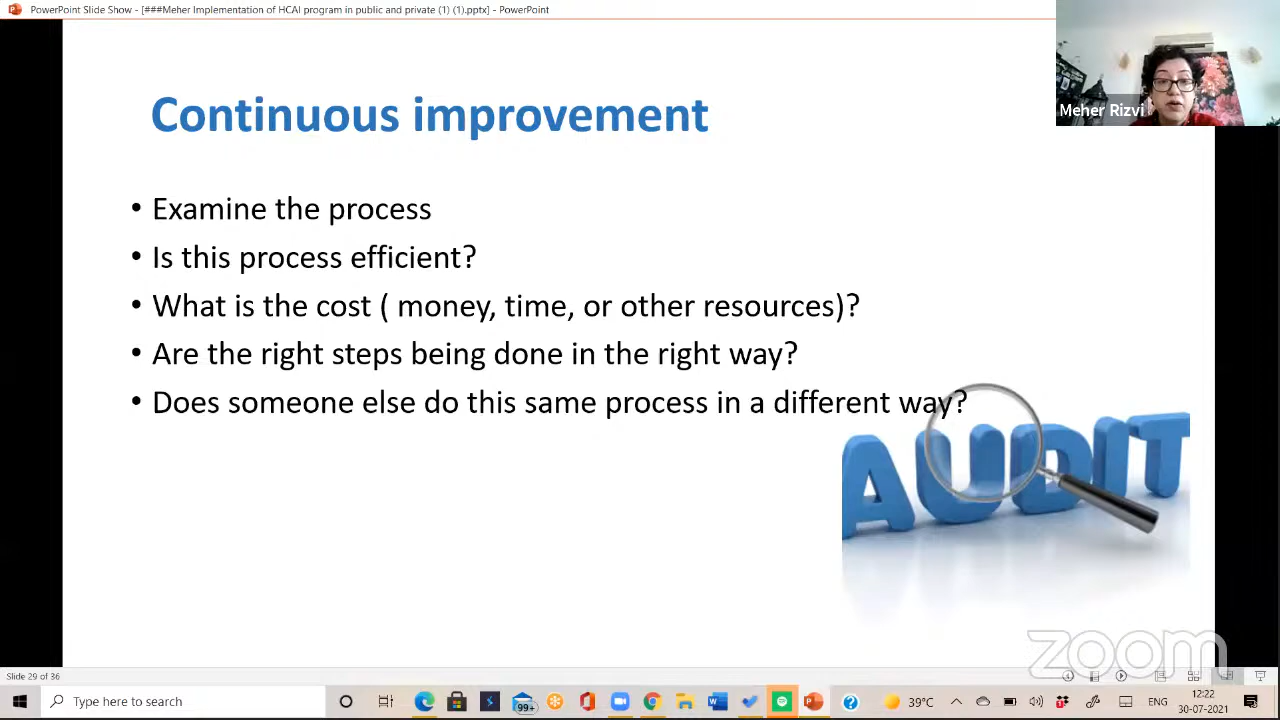 PowerPoint Slide Show - [###Meher Implementation of HCAI program in public and private (1) (1).pptx] - PowerPoint
Meher Rizvi
Continuous improvement
• Examine the process
• Is this process efficient?
• What is the cost ( money, time, or other resources)?
• Are the right steps being done in the right way?
• Does someone else do this same process in a different way?
AUDIT
zoom
Slide 29 of 36
Type here to search
99+
39°C
ENG
12:22
30-07-2021